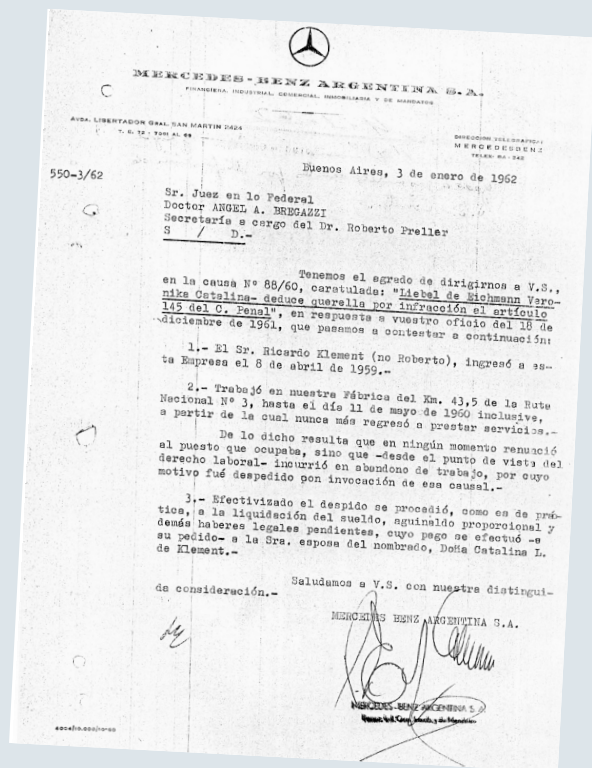 MERCEDES-BENZ ARGENTINA S.A.
FINANCIERA, INDUSTRIAL, COMERCIAL, INMOBILIARIA Y DE MANDATOS
AVDA. LIBERTADOR GRAL. SAN MARTIN 2424
DIRECCION TELEGRAFICA:
MERCEDESBENZ
Buenos Aires, 3 de enero de 1962
550-3/62
Sr. Juez en lo Federal
Doctor ANGEL A. BREGAZZI
Secretaría a cargo del Dr. Roberto Preller
S / D.-
Tenemos el agrado de dirigirnos a V.S.,
en la causa Nº 88/60, caratulada: "Liebel de Eichmann Vero-
nika Catalina- deduce querella por infracción al artículo
145 del C. Penal", en respuesta a vuestro oficio del 18 de
diciembre de 1961, que pasamos a contestar a continuación:
1.- El Sr. Ricardo Klement (no Roberto), ingresó a es-
ta Empresa el 8 de abril de 1959.-
2.- Trabajó en nuestra Fábrica del Km. 43,5 de la Ruta
Nacional Nº 3, hasta el día 11 de mayo de 1960 inclusive,
a partir de la cual nunca más regresó a prestar servicios.-
De lo dicho resulta que en ningún momento renunció
al puesto que ocupaba, sino que -desde el punto de vista del
derecho laboral- incurrió en abandono de trabajo, por cuyo
motivo fué despedido pon invocación de esa causal.-
3.- Efectivizado el despido se procedió, como es de prác-
tica, a la liquidación del sueldo, aguinaldo proporcional y
demás haberes legales pendientes, cuyo pago se efectuó -a
su pedido- a la Sra. esposa del nombrado, Doña Catalina L.
de Klement.-
Saludamos a V.S. con nuestra distingui-
da consideración.-
MERCEDES BENZ ARGENTINA S.A.
MERCEDES-BENZ ARGENTINA S.A.